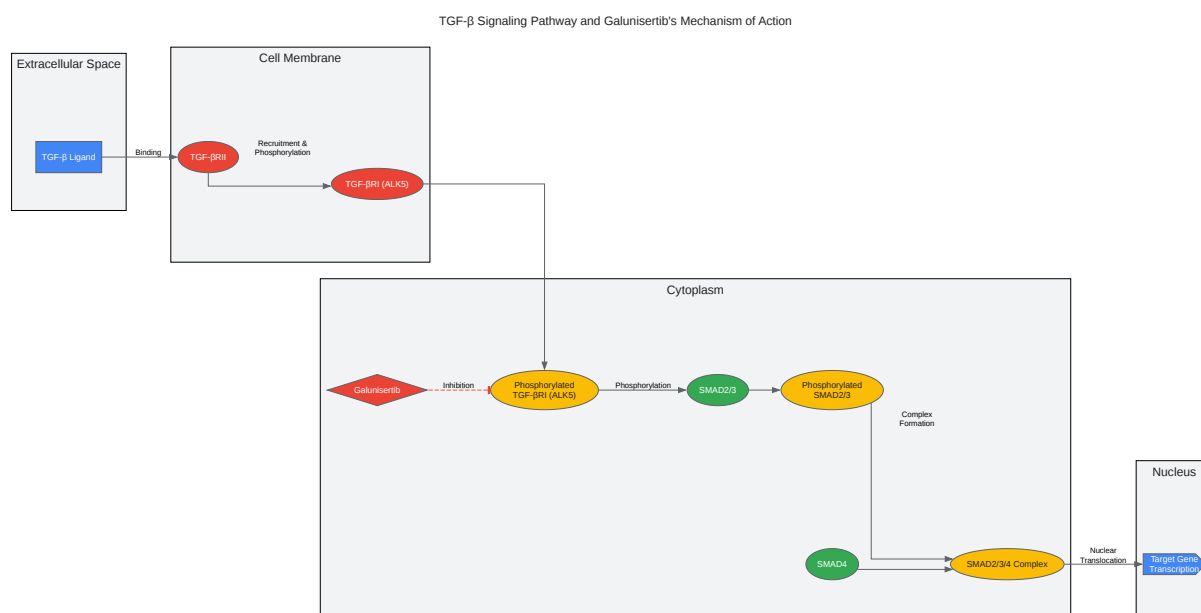 TGF-β Signaling Pathway and Galunisertib's Mechanism of Action
Extracellular Space
Cell Membrane
TGF-β Ligand
Binding
TGF-βRII
Recruitment &
Phosphorylation
TGF-βRI (ALK5)
Cytoplasm
Galunisertib
Inhibition
Phosphorylated
TGF-βRI (ALK5)
Phosphorylation
SMAD2/3
Phosphorylated
SMAD2/3
Complex
Formation
SMAD4
SMAD2/3/4 Complex
Nuclear
Translocation
Nucleus
Target Gene
Transcription